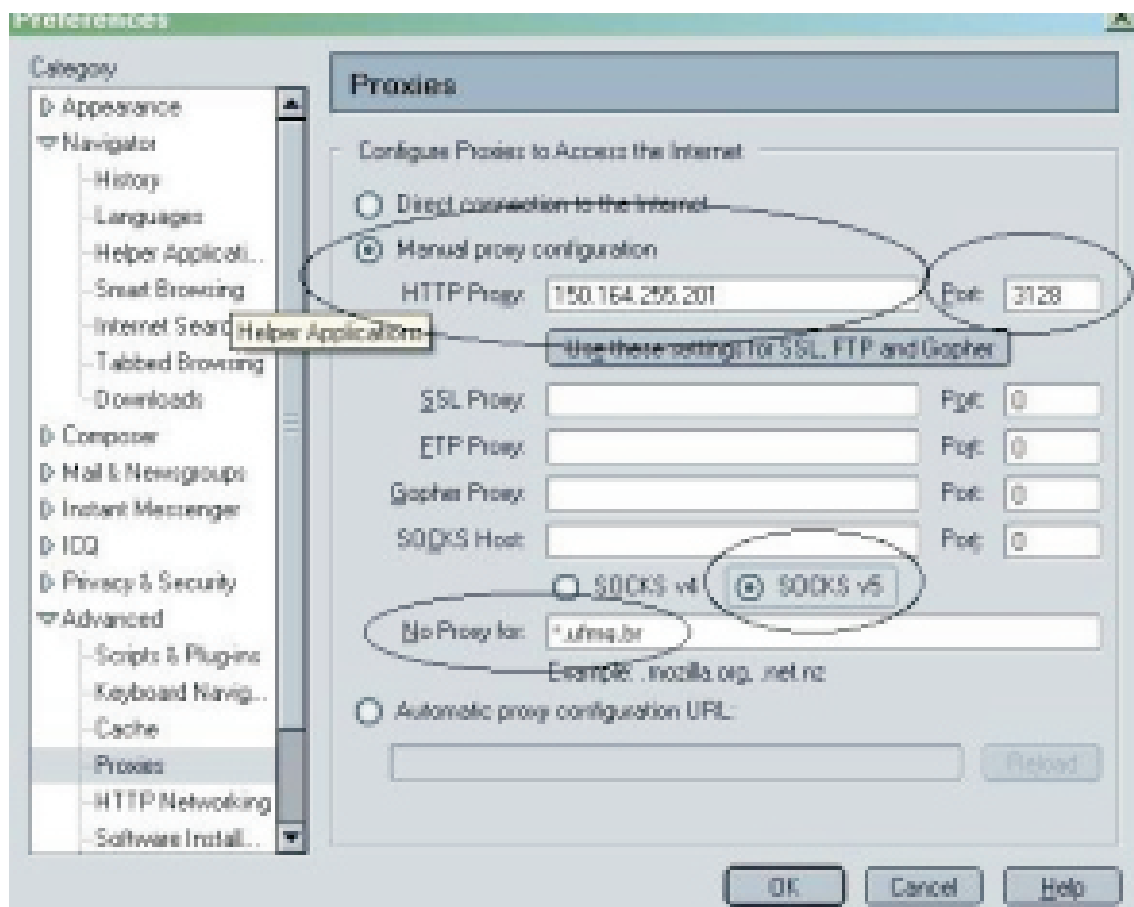 Preferences
Category
Appearance
Navigator
History
Languages
Helper Applicati...
Smart Browsing
Internet Searc
Helper Applications
Tabbed Browsing
Downloads
Composer
Mail & Newsgroups
Instant Messenger
ICQ
Privacy & Security
Advanced
Scripts & Plug-ins
Keyboard Navig...
Cache
Proxies
HTTP Networking
Software Install...
Proxies
Configure Proxies to Access the Internet
Direct connection to the Internet
Manual proxy configuration
HTTP Proxy: 150.164.255.201 Port: 3128
Use these settings for SSL, FTP and Gopher
SSL Proxy: Port: 0
FTP Proxy: Port: 0
Gopher Proxy: Port: 0
SOCKS Host: Port: 0
SOCKS v4 SOCKS v5
No Proxy for: *.ufmg.br
Example: .mozilla.org, .net.nz
Automatic proxy configuration URL:
Reload
OK Cancel Help